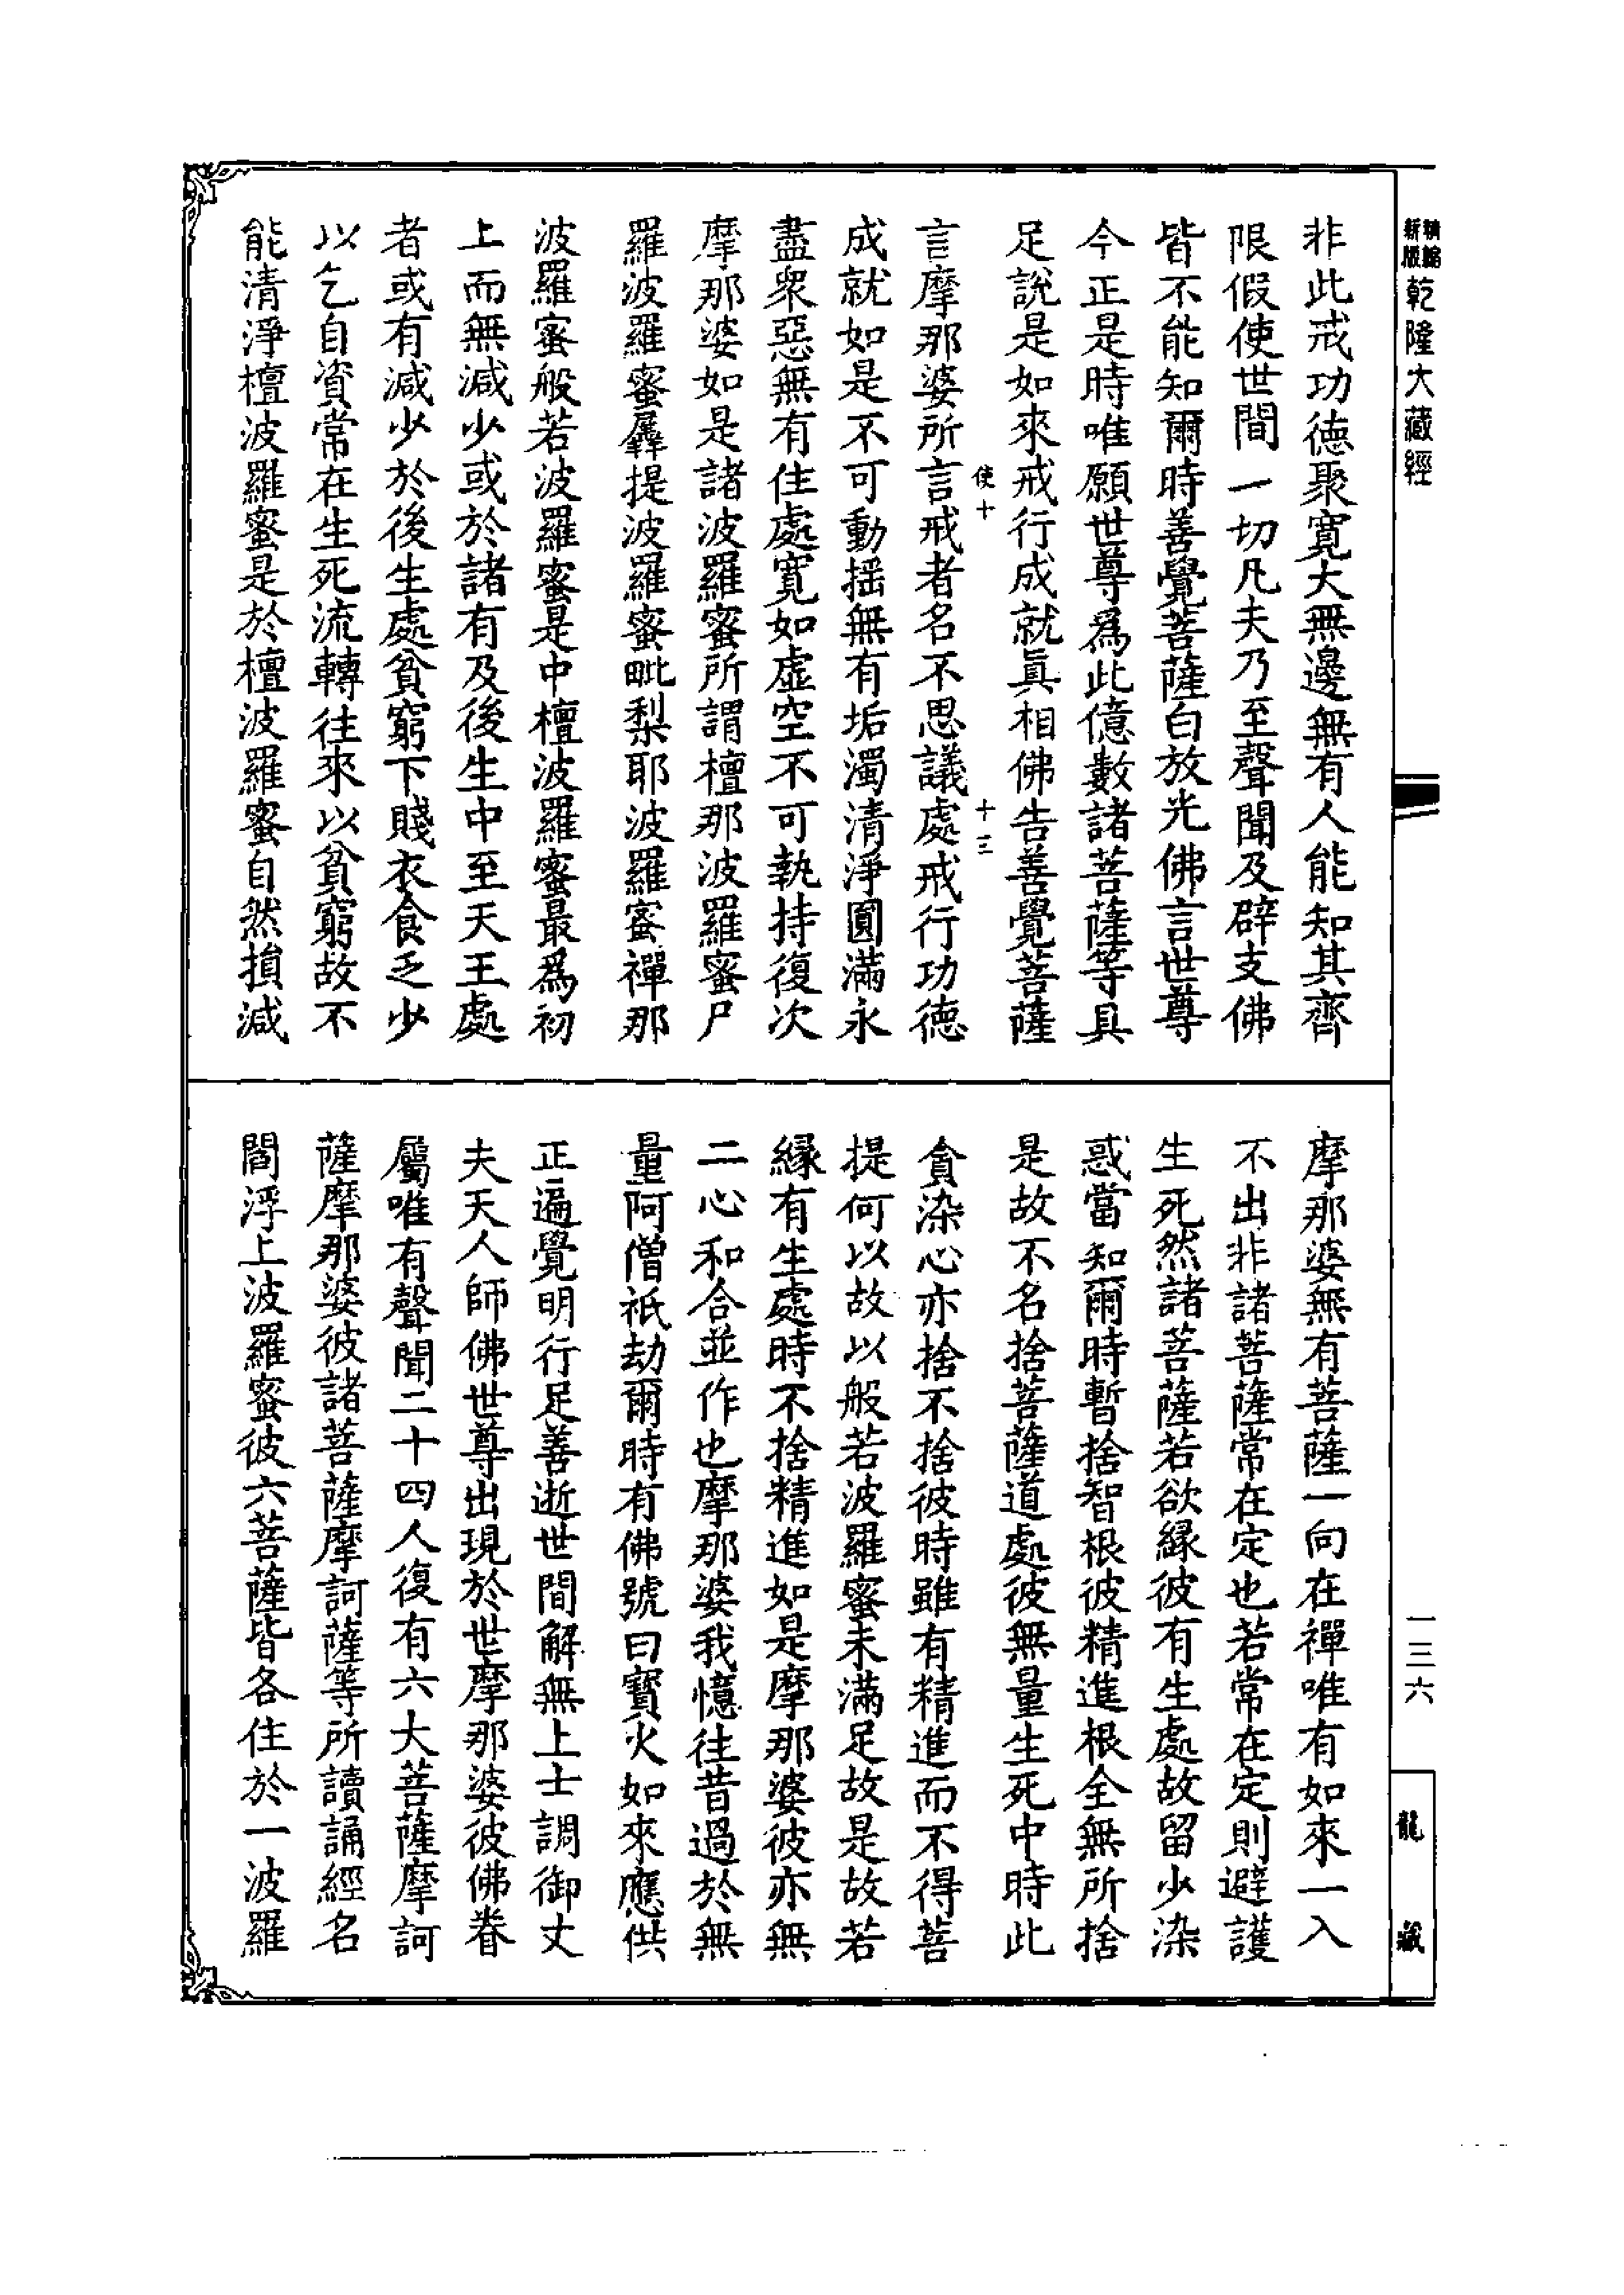 精編
新版
乾隆大藏經
非此戒功德聚寬大無邊無有人能知其齊
限假使世間一切凡夫乃至聲聞及辟支佛
皆不能知爾時善覺菩薩白放光佛言世尊
今正是時唯願世尊爲此億數諸菩薩等具
足說是如來戒行成就眞相佛告善覺菩薩
使十
十三
言摩那婆所言戒者名不思議處戒行功德
成就如是不可動揺無有垢濁清淨圓滿永
盡衆惡無有住處寬如虛空不可執持復次
摩那婆如是諸波羅蜜所謂檀那波羅蜜尸
羅波羅蜜羼提波羅蜜毗梨耶波羅蜜禪那
波羅蜜般若波羅蜜是中檀波羅蜜最爲初
上而無減少或於諸有及後生中至天王處
者或有減少於後生處貧窮下賤衣食乏少
以乞自資常在生死流轉往來以貧窮故不
能清淨檀波羅蜜是於檀波羅蜜自然損減
摩那婆無有菩薩一向在禪唯有如來一入
不出非諸菩薩常在定也若常在定則避護
生死然諸菩薩若欲緣彼有生處故留少染
惑當知爾時暫捨智根彼精進根全無所捨
是故不名捨菩薩道處彼無量生死中時此
貪染心亦捨不捨彼時雖有精進而不得菩
提何以故以般若波羅蜜未滿足故是故若
緣有生處時不捨精進如是摩那婆彼亦無
二心和合並作也摩那婆我憶往昔過於無
量阿僧祇劫爾時有佛號曰寶火如來應供
正遍覺明行足善逝世間解無上士調御丈
夫天人師佛世尊出現於世摩那婆彼佛眷
屬唯有聲聞二十四人復有六大菩薩摩訶
薩摩那婆彼諸菩薩摩訶薩等所讀誦經名
閻浮上波羅蜜彼六菩薩皆各住於一波羅
一三六
龍藏